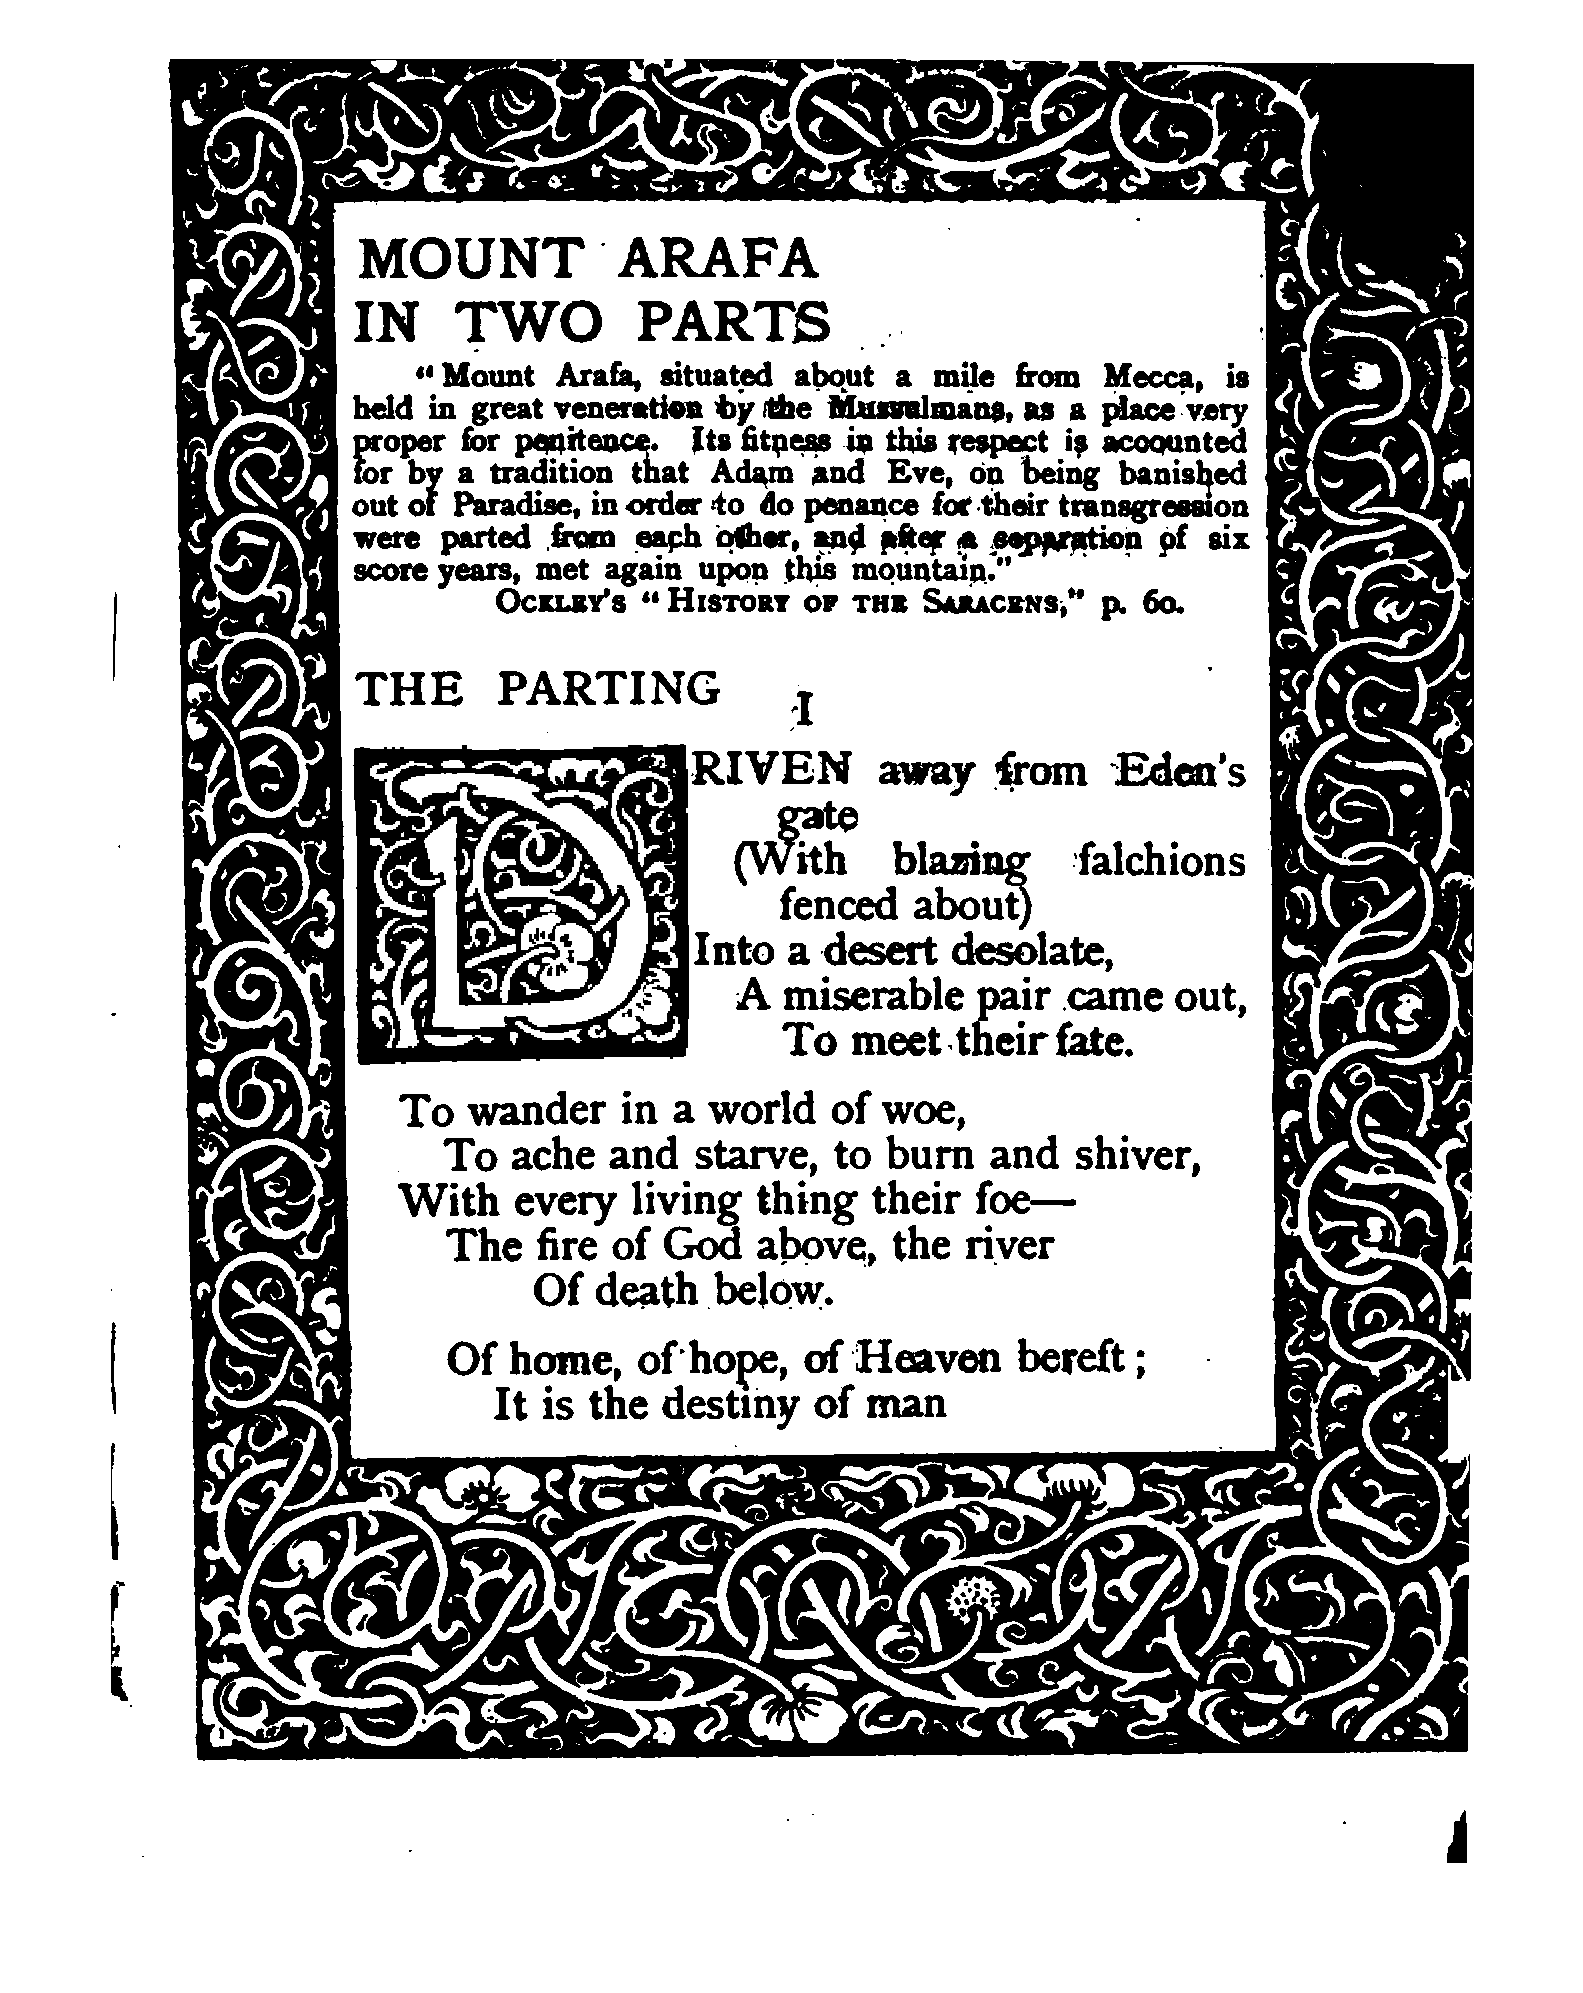 MOUNT ARAFA
IN TWO PARTS
“Mount Arafa, situated about a mile from Mecca, is
held in great veneration by the Mussulmans, as a place very
proper for penitence. Its fitness in this respect is accounted
for by a tradition that Adam and Eve, on being banished
out of Paradise, in order to do penance for their transgression
were parted from each other, and after a separation of six
score years, met again upon this mountain.”
OCKLEY’S “HISTORY OF THE SARACENS,” p. 60.
THE PARTING
I
DRIVEN away from Eden’s
gate
(With blazing falchions
fenced about)
Into a desert desolate,
A miserable pair came out,
To meet their fate.
To wander in a world of woe,
To ache and starve, to burn and shiver,
With every living thing their foe—
The fire of God above, the river
Of death below.
Of home, of hope, of Heaven bereft;
It is the destiny of man